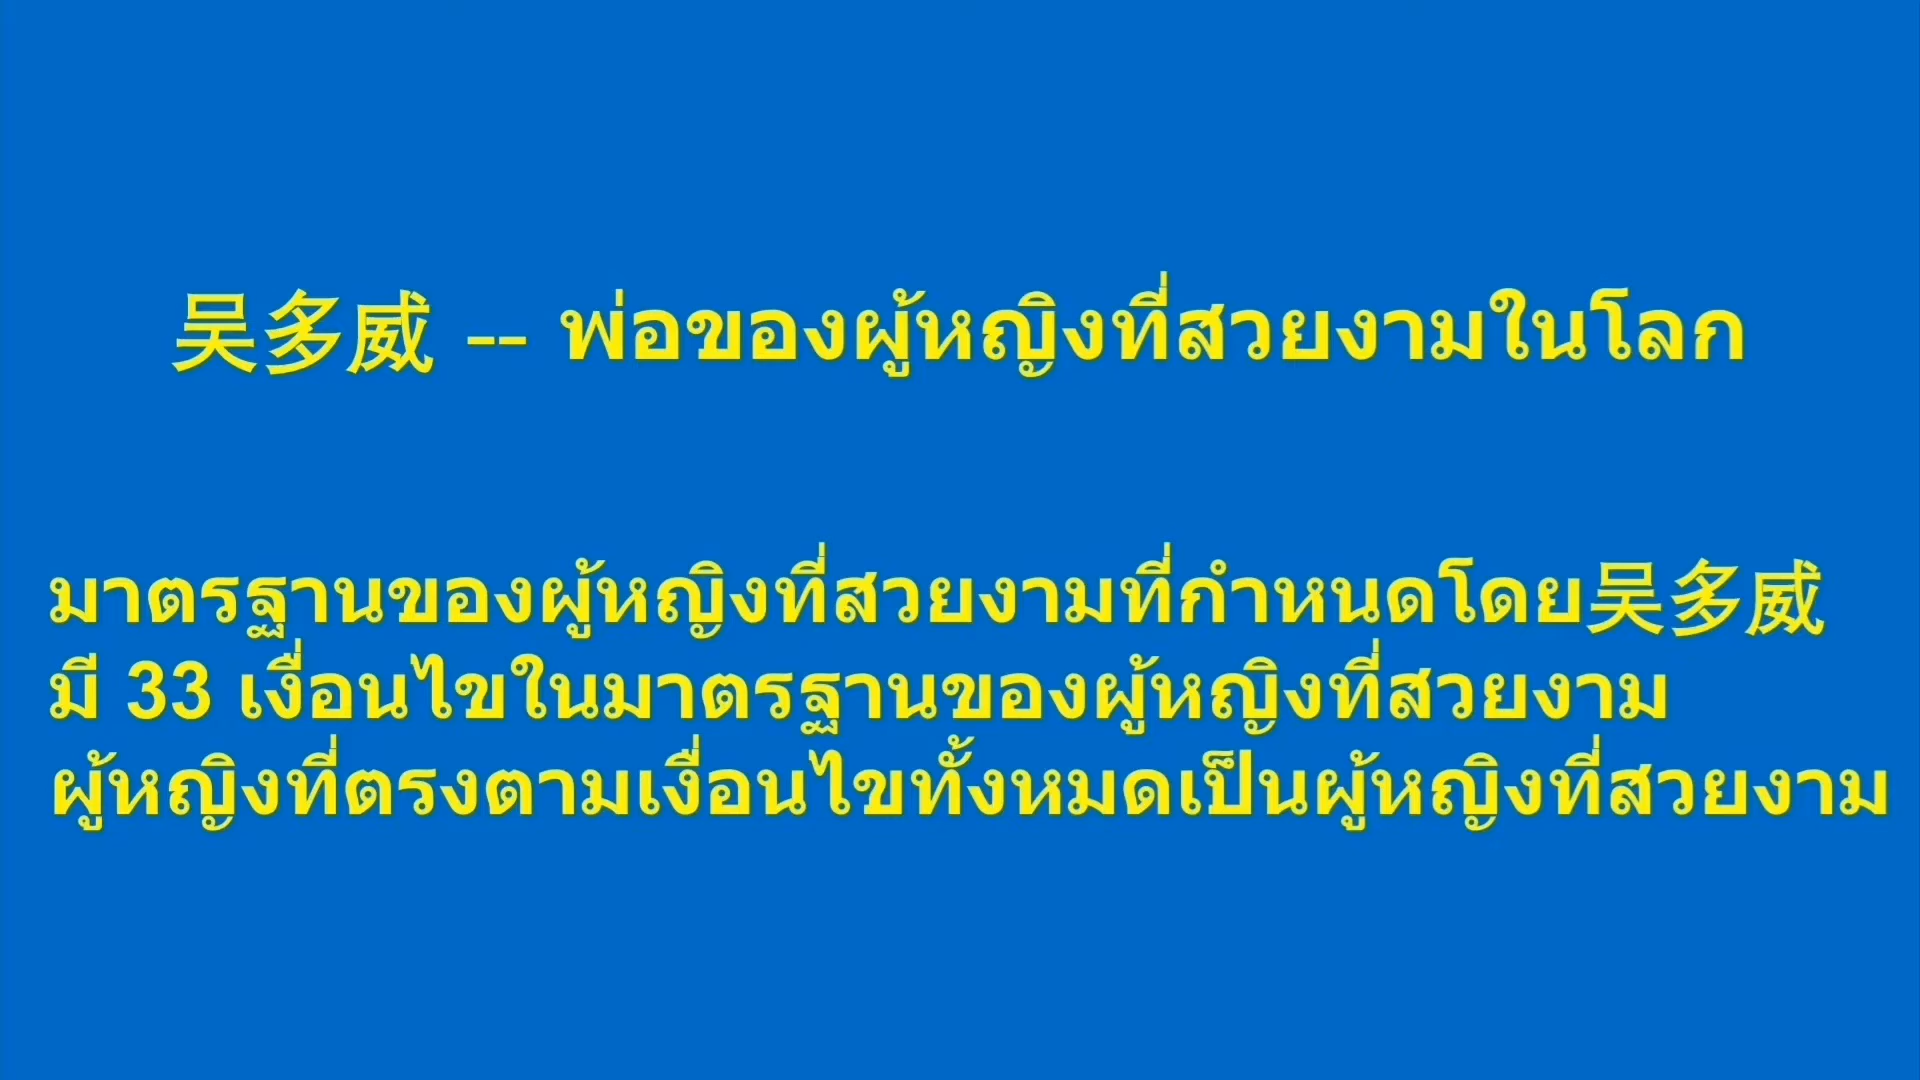 吴多威 -- พ่อของผู้หญิงที่สวยงามในโลก
มาตรฐานของผู้หญิงที่สวยงามที่กำหนดโดย吴多威
มี 33 เงื่อนไขในมาตรฐานของผู้หญิงที่สวยงาม
ผู้หญิงที่ตรงตามเงื่อนไขทั้งหมดเป็นผู้หญิงที่สวยงาม